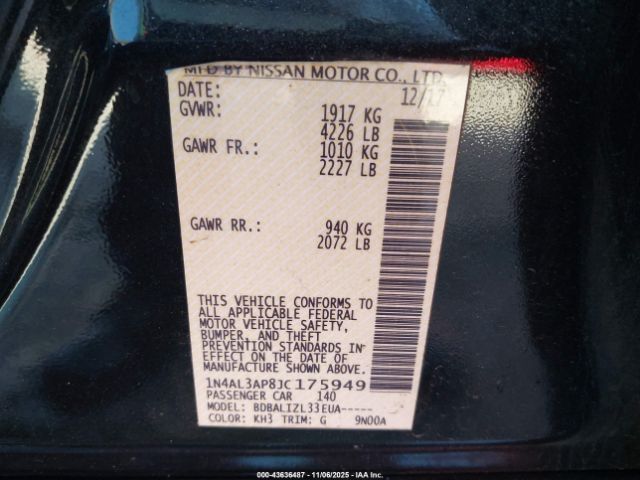 MFD BY NISSAN MOTOR CO., LTD.
DATE: 12/17
GVWR: 1917 KG
4226 LB
GAWR FR.: 1010 KG
2227 LB
GAWR RR.: 940 KG
2072 LB
THIS VEHICLE CONFORMS TO
ALL APPLICABLE FEDERAL
MOTOR VEHICLE SAFETY,
BUMPER, AND THEFT
PREVENTION STANDARDS IN
EFFECT ON THE DATE OF
MANUFACTURE SHOWN ABOVE.
1N4AL3AP8JC175949
PASSENGER CAR 140
MODEL: BDBALIZL33EUA-----
COLOR: KH3 TRIM: G 9N00A
000-43636487 - 11/06/2025 - IAAI.COM